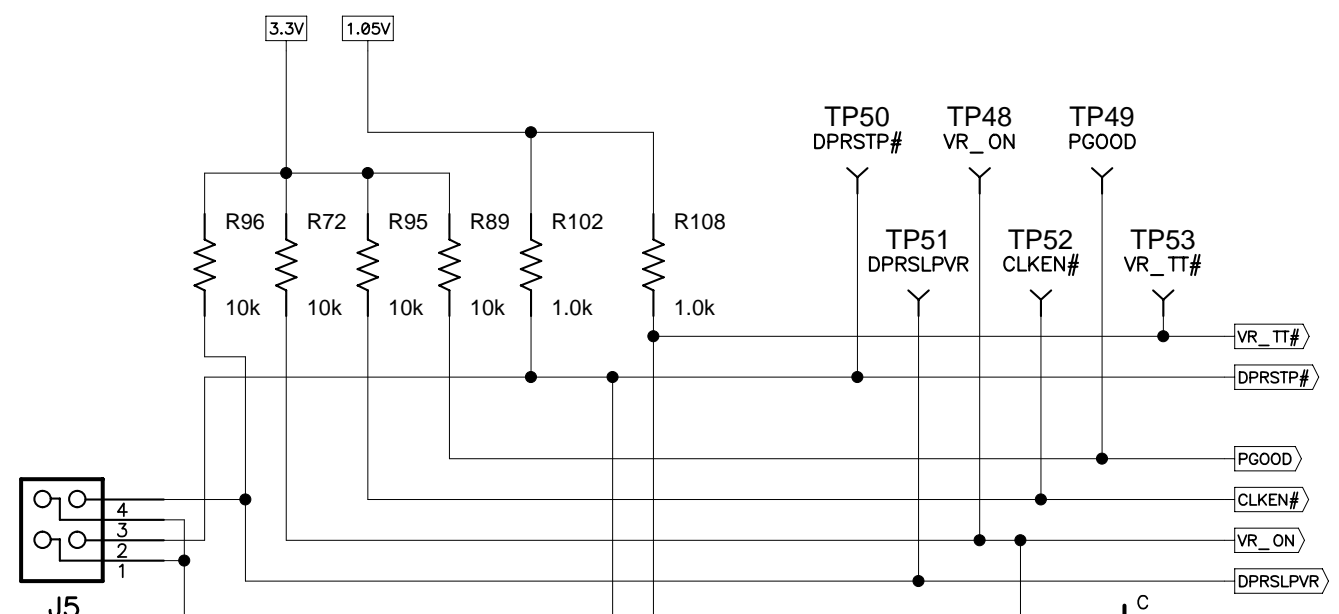 3.3V
1.05V
TP50
DPRSTP#
TP48
VR_ON
TP49
PGOOD
R96
R72
R95
R89
R102
R108
TP51
DPRSLPVR
TP52
CLKEN#
TP53
VR_TT#
10k
10k
10k
10k
1.0k
1.0k
VR_TT#
DPRSTP#
PGOOD
CLKEN#
4
3
VR_ON
2
1
DPRSLPVR
J5
C